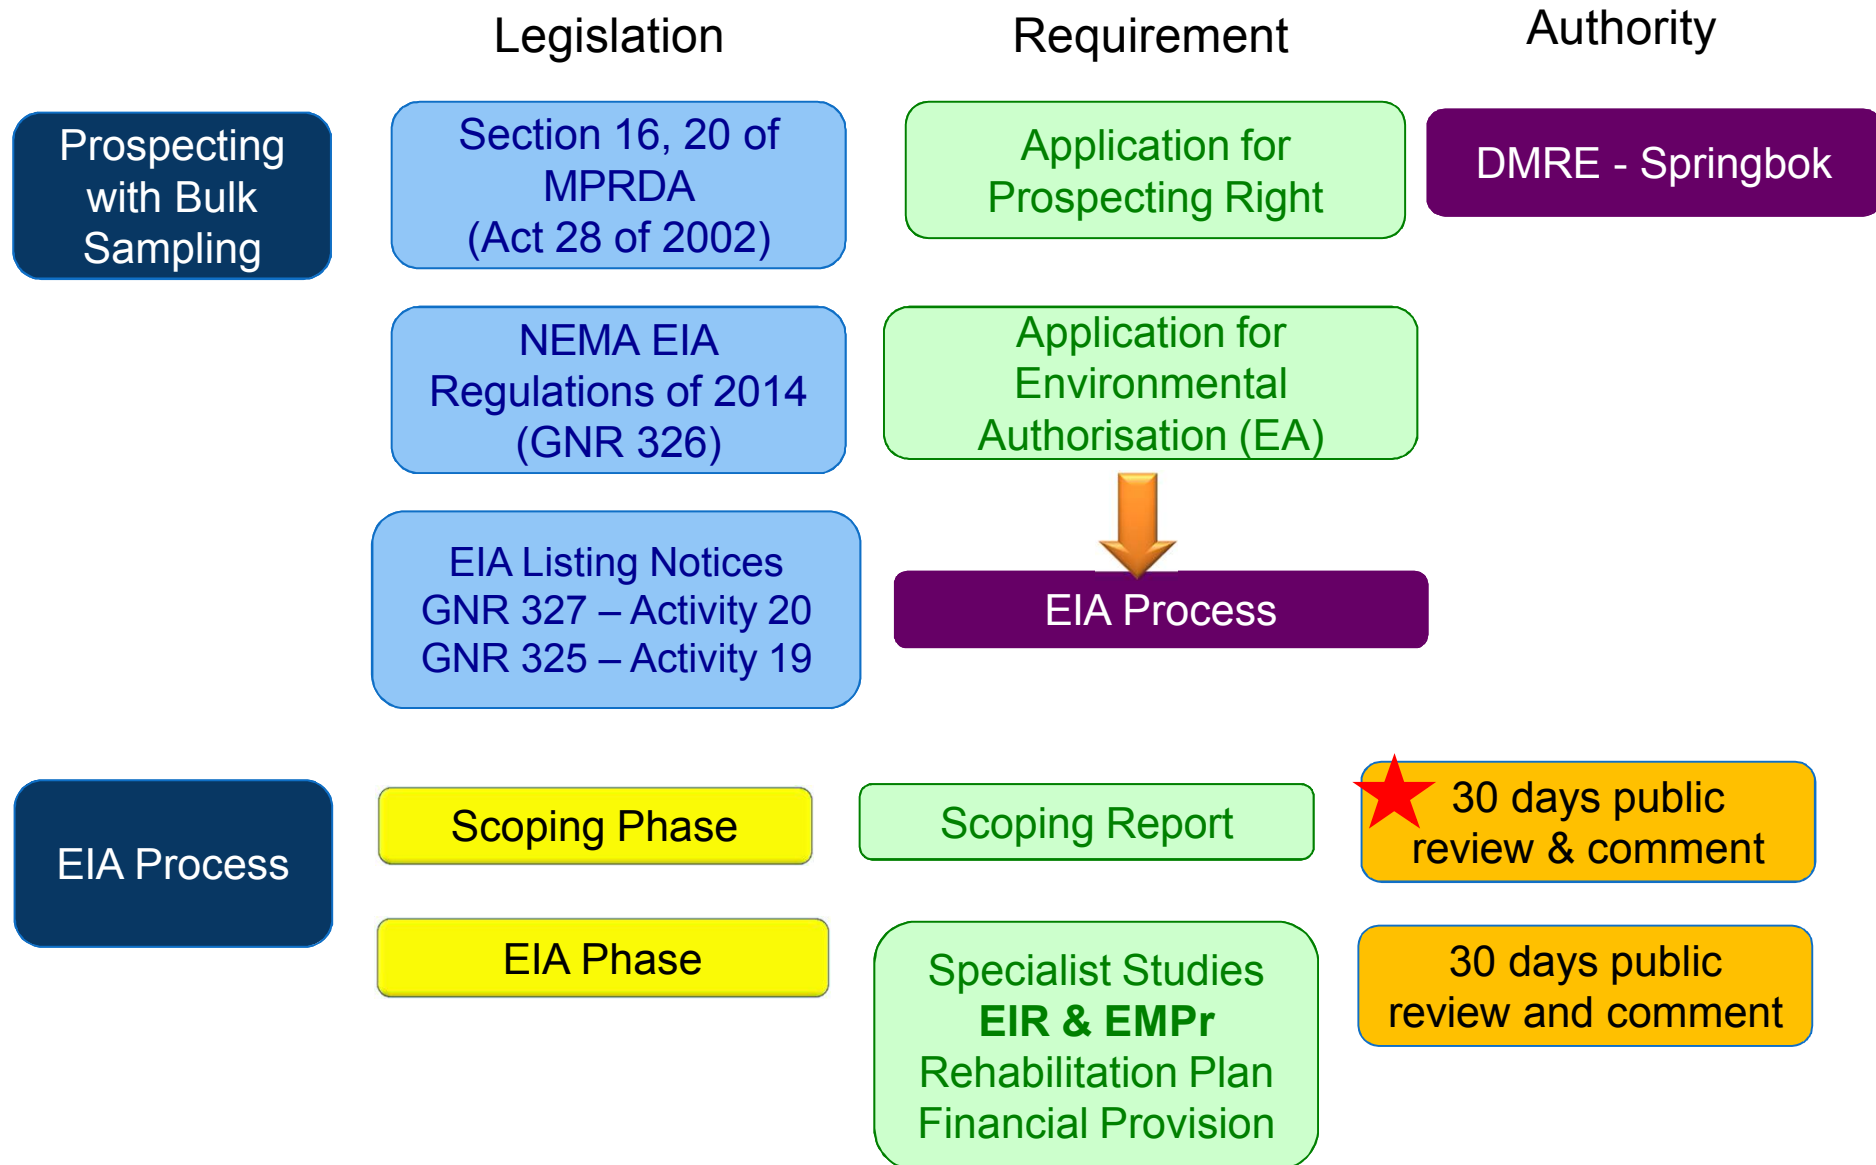 Legislation
Requirement
Authority
Prospecting
with Bulk
Sampling
Section 16, 20 of
MPRDA
(Act 28 of 2002)
Application for
Prospecting Right
DMRE - Springbok
NEMA EIA
Regulations of 2014
(GNR 326)
Application for
Environmental
Authorisation (EA)
EIA Listing Notices
GNR 327 – Activity 20
GNR 325 – Activity 19
EIA Process
EIA Process
Scoping Phase
Scoping Report
30 days public
review & comment
EIA Phase
Specialist Studies
EIR & EMPr
Rehabilitation Plan
Financial Provision
30 days public
review and comment